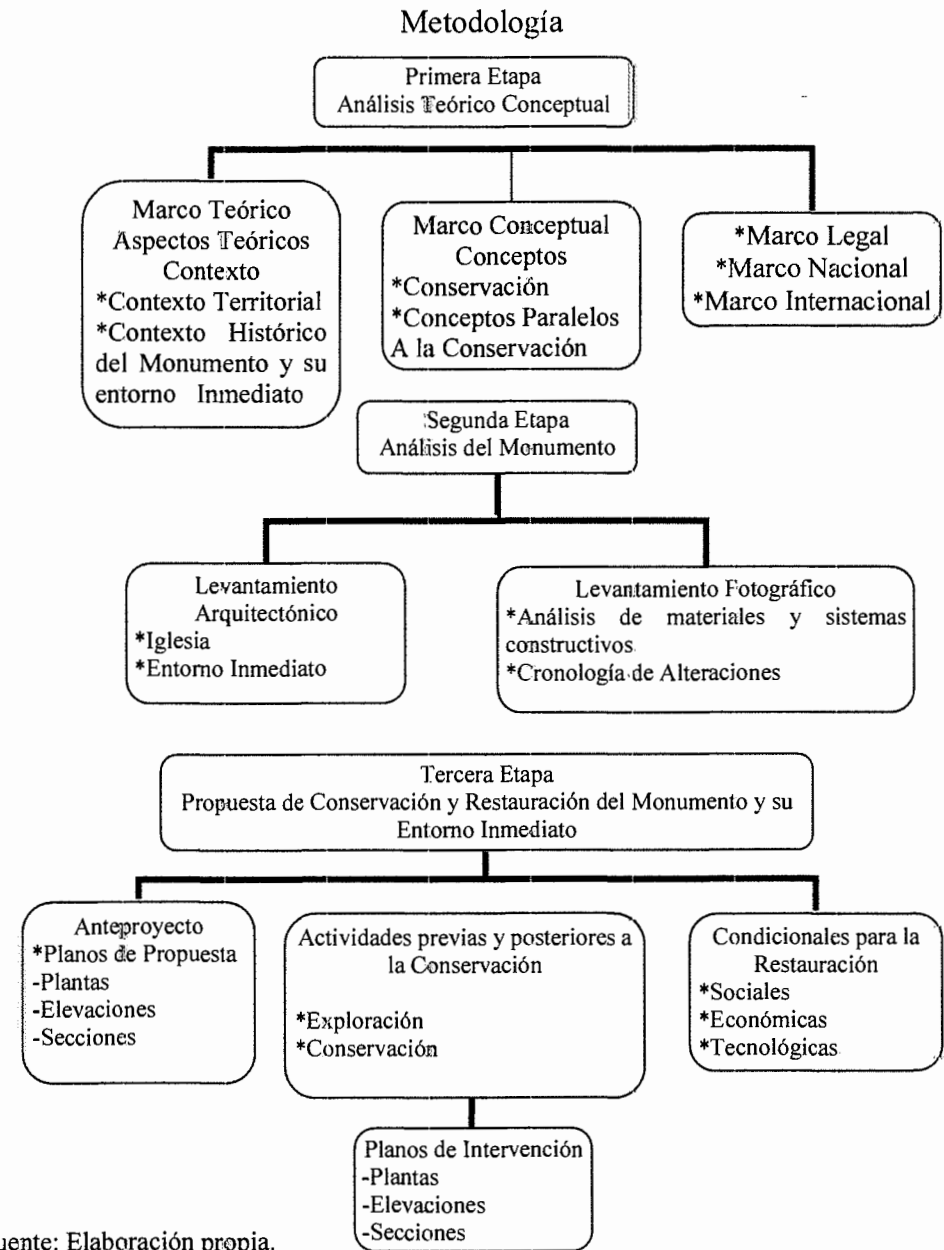 Metodología
Primera Etapa
Análisis Teórico Conceptual
Marco Teórico
Aspectos Teóricos
Contexto
*Contexto Territorial
*Contexto Histórico
del Monumento y su
entorno Inmediato
Marco Conceptual
Conceptos
*Conservación
*Conceptos Paralelos
A la Conservación
*Marco Legal
*Marco Nacional
*Marco Internacional
Segunda Etapa
Análisis del Monumento
Levantamiento
Arquitectónico
*Iglesia
*Entorno Inmediato
Levantamiento Fotográfico
*Análisis de materiales y sistemas
constructivos
*Cronología de Alteraciones
Tercera Etapa
Propuesta de Conservación y Restauración del Monumento y su
Entorno Inmediato
Anteproyecto
*Planos de Propuesta
-Plantas
-Elevaciones
-Secciones
Actividades previas y posteriores a
la Conservación
*Exploración
*Conservación
Condicionales para la
Restauración
*Sociales
*Económicas
*Tecnológicas
Planos de Intervención
-Plantas
-Elevaciones
-Secciones
uente: Elaboración propia.